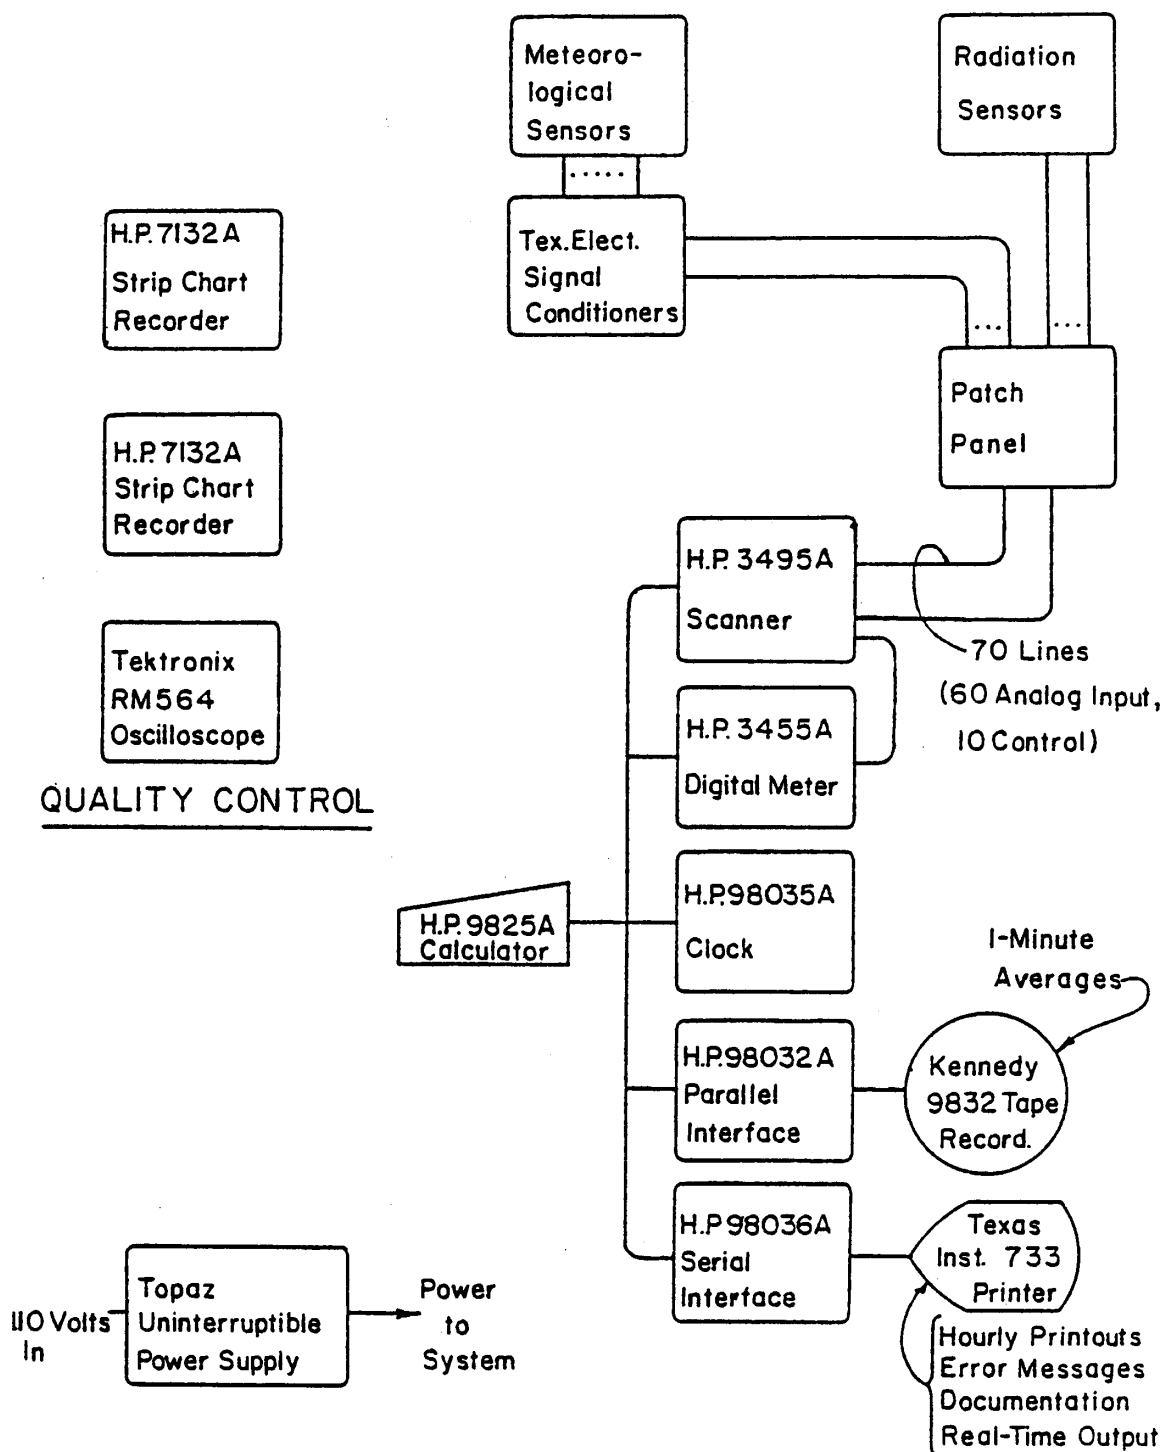 Meteoro-
logical
Sensors
Radiation
Sensors
H.P. 7132A
Strip Chart
Recorder
Tex. Elect.
Signal
Conditioners
Patch
Panel
H.P. 7132A
Strip Chart
Recorder
H.P. 3495A
Scanner
70 Lines
(60 Analog Input,
10 Control)
Tektronix
RM564
Oscilloscope
QUALITY CONTROL
H.P. 3455A
Digital Meter
H.P. 9825A
Calculator
H.P. 98035A
Clock
1-Minute
Averages
H.P. 98032A
Parallel
Interface
Kennedy
9832 Tape
Record.
H.P 98036A
Serial
Interface
Texas
Inst. 733
Printer
Hourly Printouts
Error Messages
Documentation
Real-Time Output
110 Volts
In
Topaz
Uninterruptible
Power Supply
Power
to
System